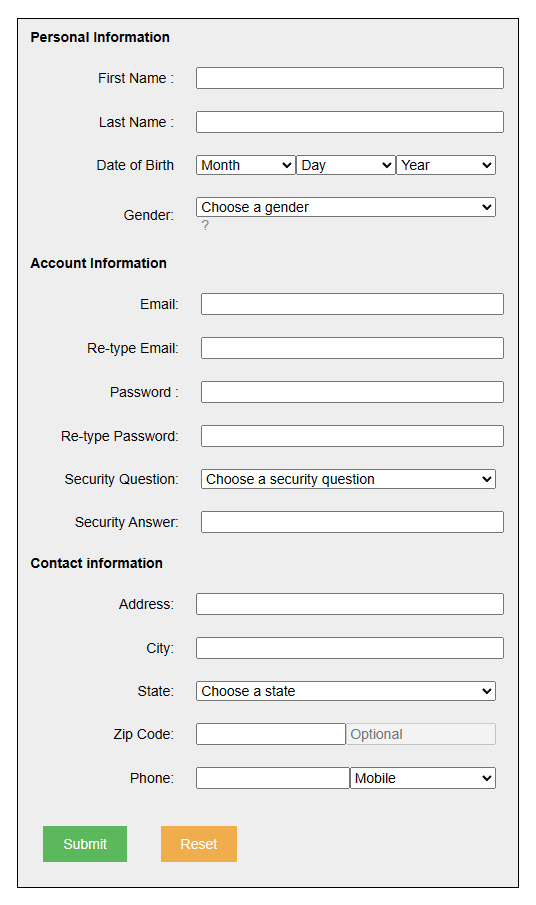 Personal Information
First Name :
Last Name :
Date of Birth Month Day Year
Gender: Choose a gender
?
Account Information
Email:
Re-type Email:
Password :
Re-type Password:
Security Question: Choose a security question
Security Answer:
Contact information
Address:
City:
State: Choose a state
Zip Code: Optional
Phone: Mobile
Submit Reset